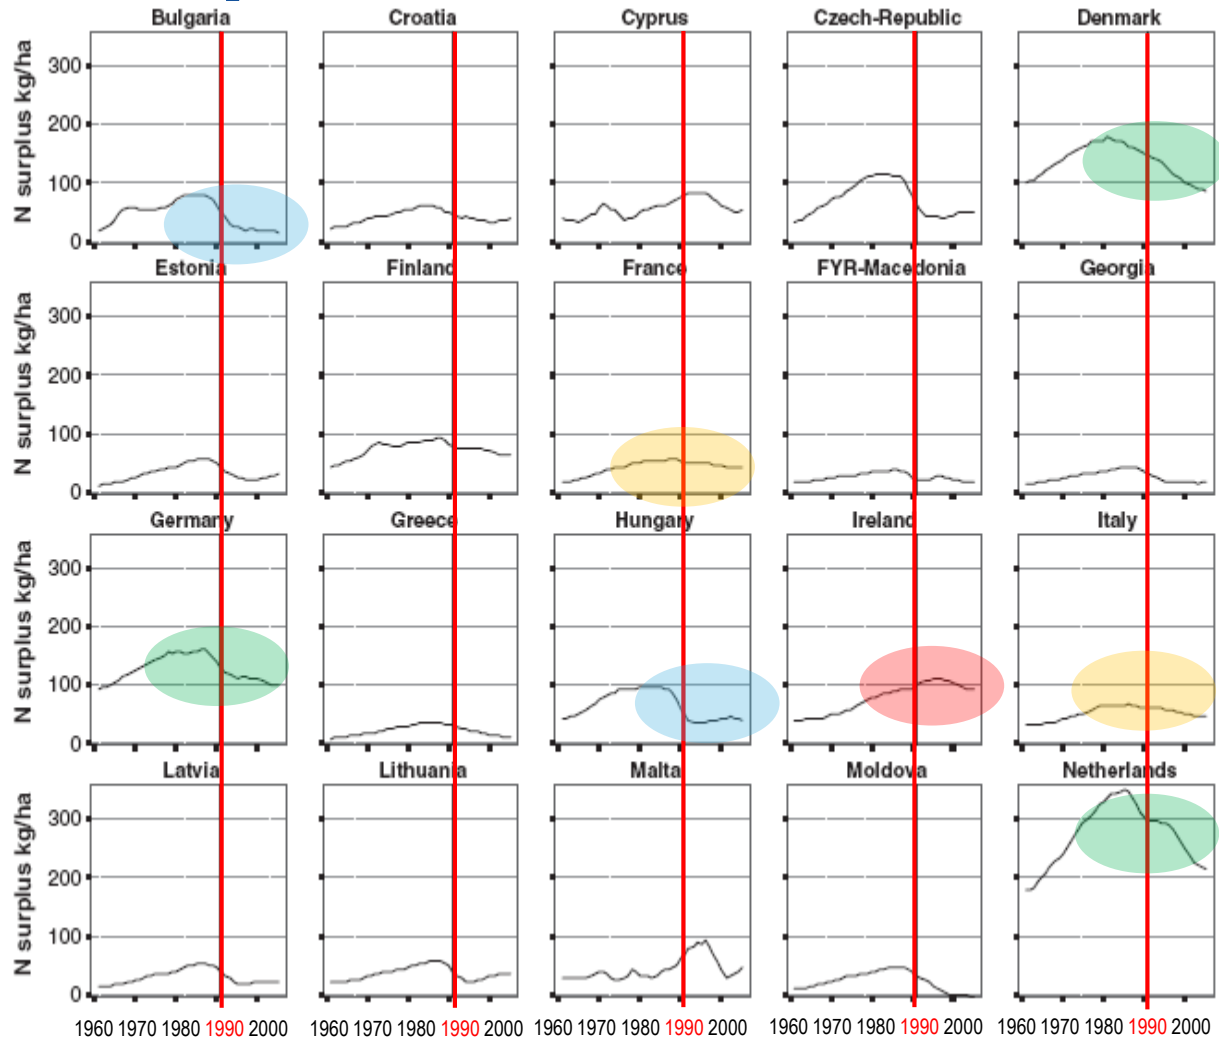 Bulgaria Croatia Cyprus Czech-Republic Denmark
N surplus kg/ha
300
200
100
0
Estonia Finland France FYR-Macedonia Georgia
N surplus kg/ha
300
200
100
0
Germany Greece Hungary Ireland Italy
N surplus kg/ha
300
200
100
0
Latvia Lithuania Malta Moldova Netherlands
N surplus kg/ha
300
200
100
0
1960 1970 1980 1990 2000 1960 1970 1980 1990 2000 1960 1970 1980 1990 2000 1960 1970 1980 1990 2000 1960 1970 1980 1990 2000